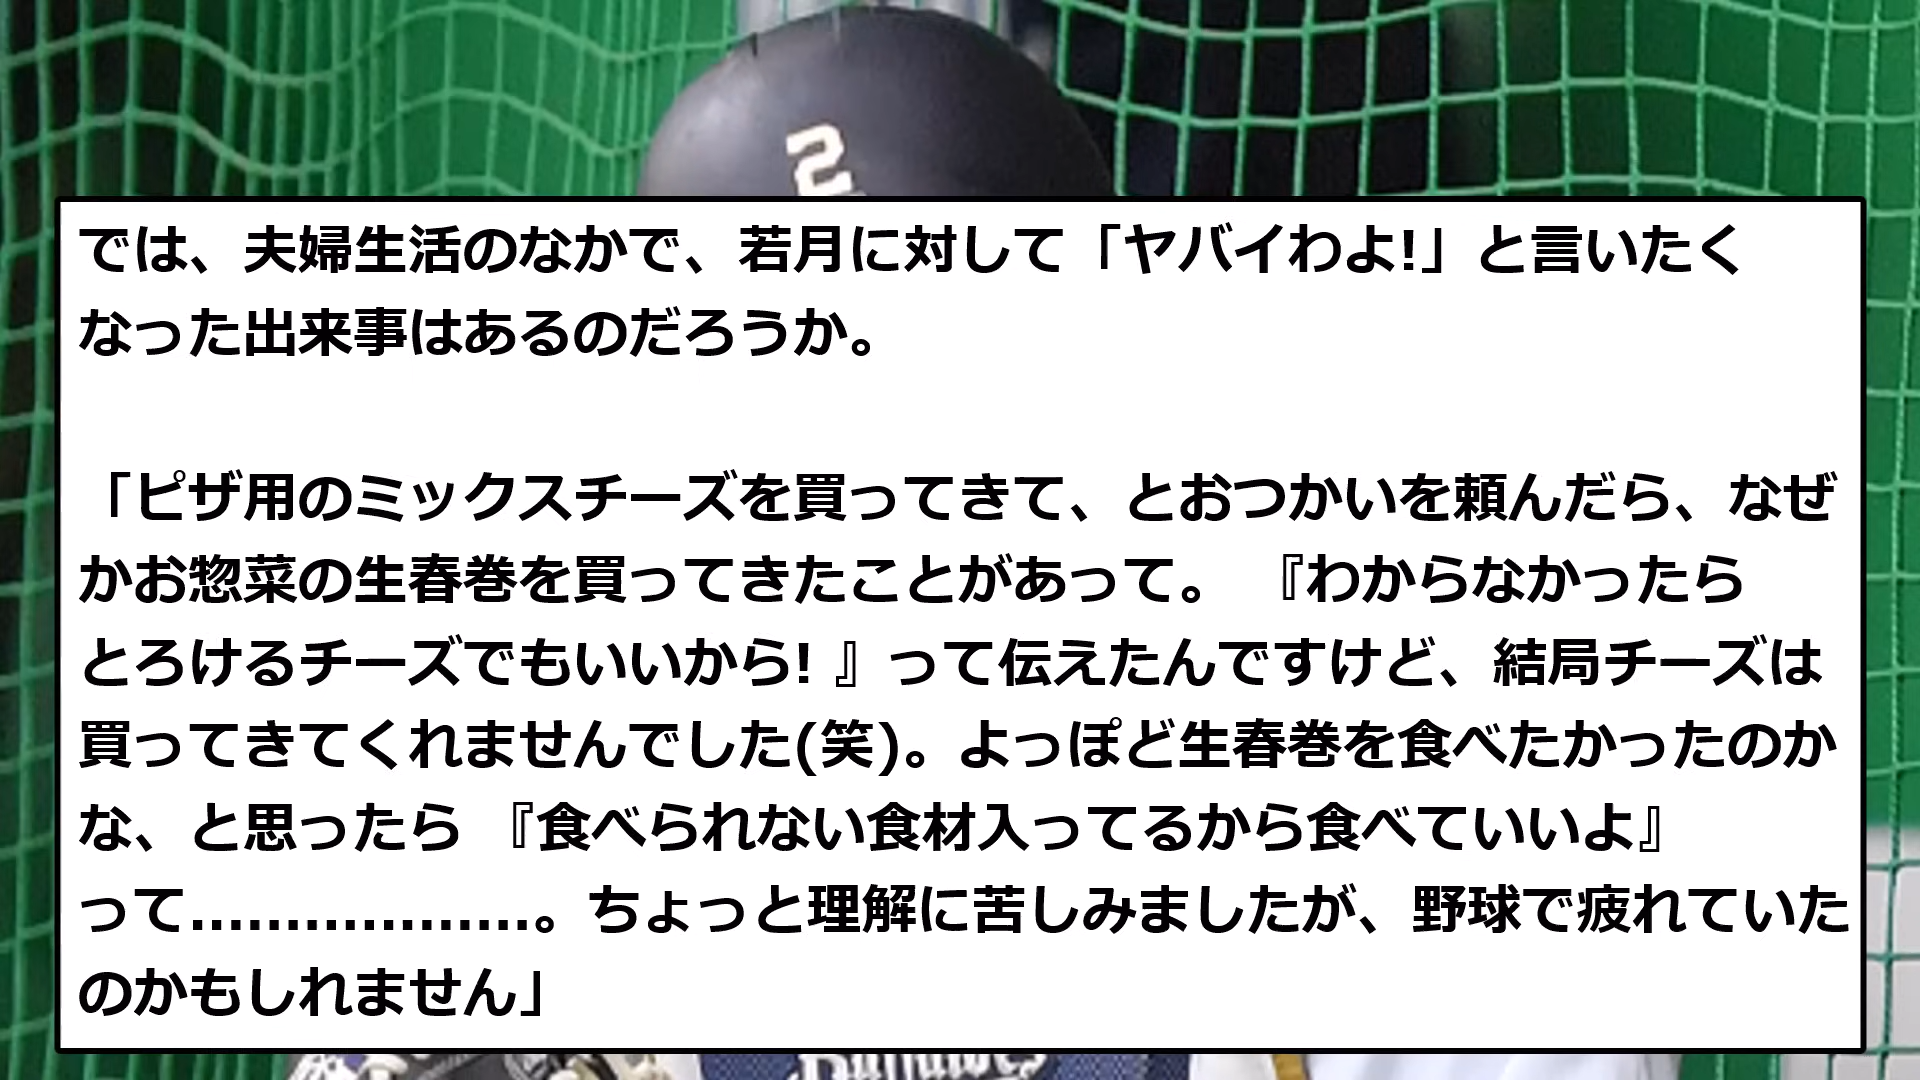 2
では、夫婦生活のなかで、若月に対して「ヤバイわよ!」と言いたく
なった出来事はあるのだろうか。
「ピザ用のミックスチーズを買ってきて、とおつかいを頼んだら、なぜ
かお惣菜の生春巻を買ってきたことがあって。 『わからなかったら
とろけるチーズでもいいから! 』って伝えたんですけど、結局チーズは
買ってきてくれませんでした(笑)。よっぽど生春巻を食べたかったのか
な、と思ったら 『食べられない食材入ってるから食べていいよ』
って………………。ちょっと理解に苦しみましたが、野球で疲れていた
のかもしれません」